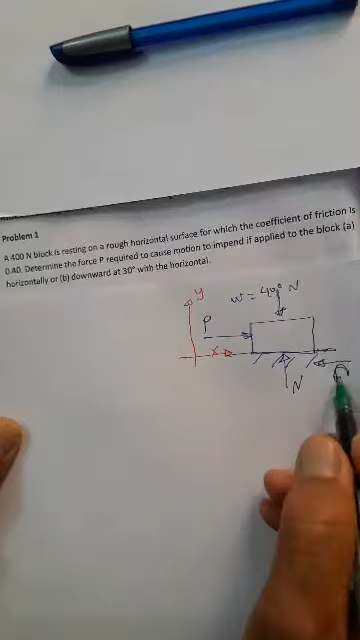 Problem 1
A 400 N block is resting on a rough horizontal surface for which the coefficient of friction is
0.40. Determine the force P required to cause motion to impend if applied to the block (a)
horizontally or (b) downward at 30° with the horizontal.
y
w = 400 N
P
x
N